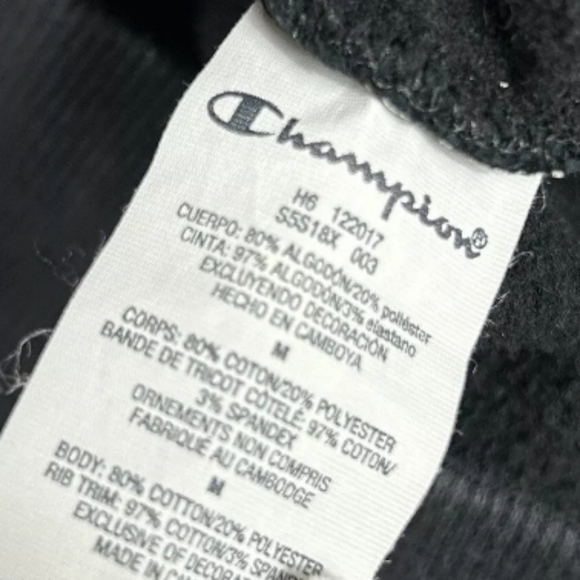 Champion®
H6 122017
S5S18X 003
CUERPO: 80% ALGODÓN/20% poliéster
CINTA: 97% ALGODÓN/3% elastano
EXCLUYENDO DECORACIÓN
HECHO EN CAMBOYA
M
CORPS: 80% COTON/20% POLYESTER
BANDE DE TRICOT CÔTELÉ: 97% COTON/
3% SPANDEX
ORNEMENTS NON COMPRIS
FABRIQUÉ AU CAMBODGE
M
BODY: 80% COTTON/20% POLYESTER
RIB TRIM: 97% COTTON/3% SPANDEX
EXCLUSIVE OF
MADE IN